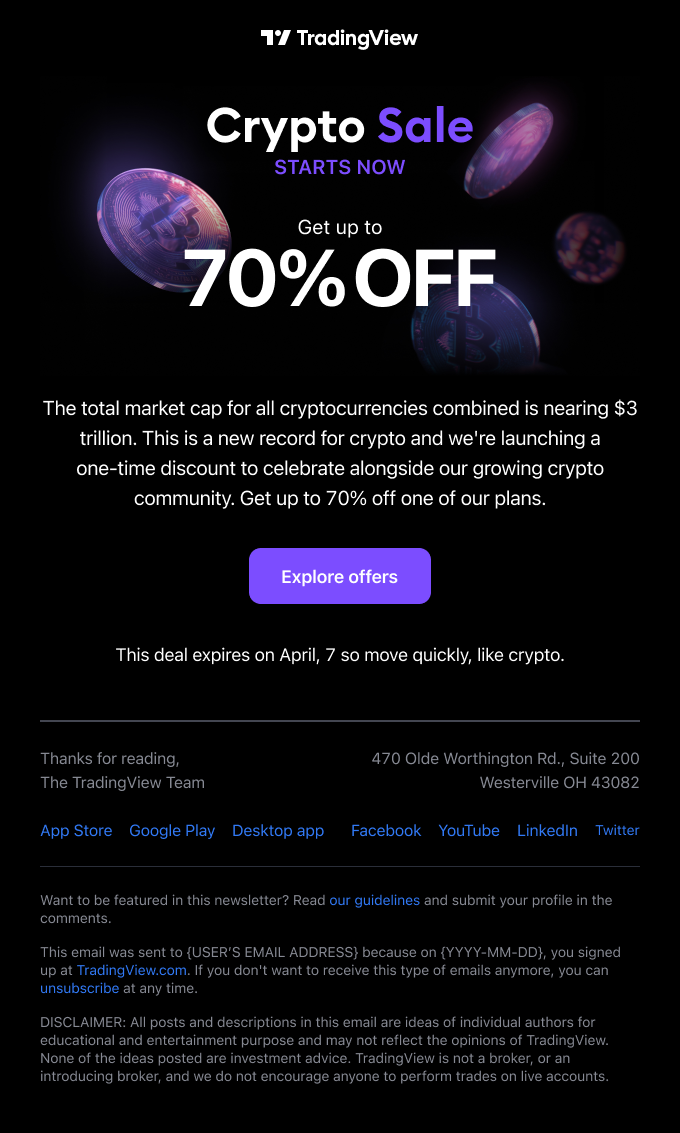 TradingView
Crypto Sale
STARTS NOW
Get up to
70% OFF
The total market cap for all cryptocurrencies combined is nearing $3
trillion. This is a new record for crypto and we're launching a
one-time discount to celebrate alongside our growing crypto
community. Get up to 70% off one of our plans.
Explore offers
This deal expires on April, 7 so move quickly, like crypto.
Thanks for reading,
The TradingView Team
470 Olde Worthington Rd., Suite 200
Westerville OH 43082
App Store Google Play Desktop app Facebook YouTube LinkedIn Twitter
Want to be featured in this newsletter? Read our guidelines and submit your profile in the
comments.
This email was sent to {USER’S EMAIL ADDRESS} because on {YYYY-MM-DD}, you signed
up at TradingView.com. If you don't want to receive this type of emails anymore, you can
unsubscribe at any time.
DISCLAIMER: All posts and descriptions in this email are ideas of individual authors for
educational and entertainment purpose and may not reflect the opinions of TradingView.
None of the ideas posted are investment advice. TradingView is not a broker, or an
introducing broker, and we do not encourage anyone to perform trades on live accounts.